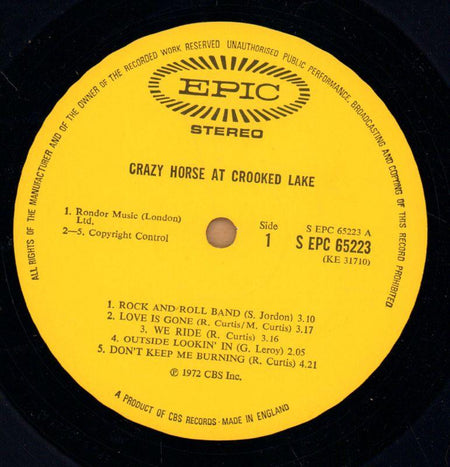 ALL RIGHTS OF THE MANUFACTURER AND OF THE OWNER OF THE RECORDED WORK RESERVED UNAUTHORISED PUBLIC PERFORMANCE, BROADCASTING AND COPYING OF THIS RECORD PROHIBITED
EPIC
STEREO
CRAZY HORSE AT CROOKED LAKE
1. Rondor Music (London)
Ltd.
2—5. Copyright Control
Side
1
S EPC 65223 A
S EPC 65223
(KE 31710)
1. ROCK AND ROLL BAND (S. Jordon) 3.10
2. LOVE IS GONE (R. Curtis/M. Curtis) 3.17
3. WE RIDE (R. Curtis) 3.16
4. OUTSIDE LOOKIN' IN (G. Leroy) 2.05
5. DON'T KEEP ME BURNING (R. Curtis) 4.21
℗ 1972 CBS Inc.
A PRODUCT OF CBS RECORDS · MADE IN ENGLAND